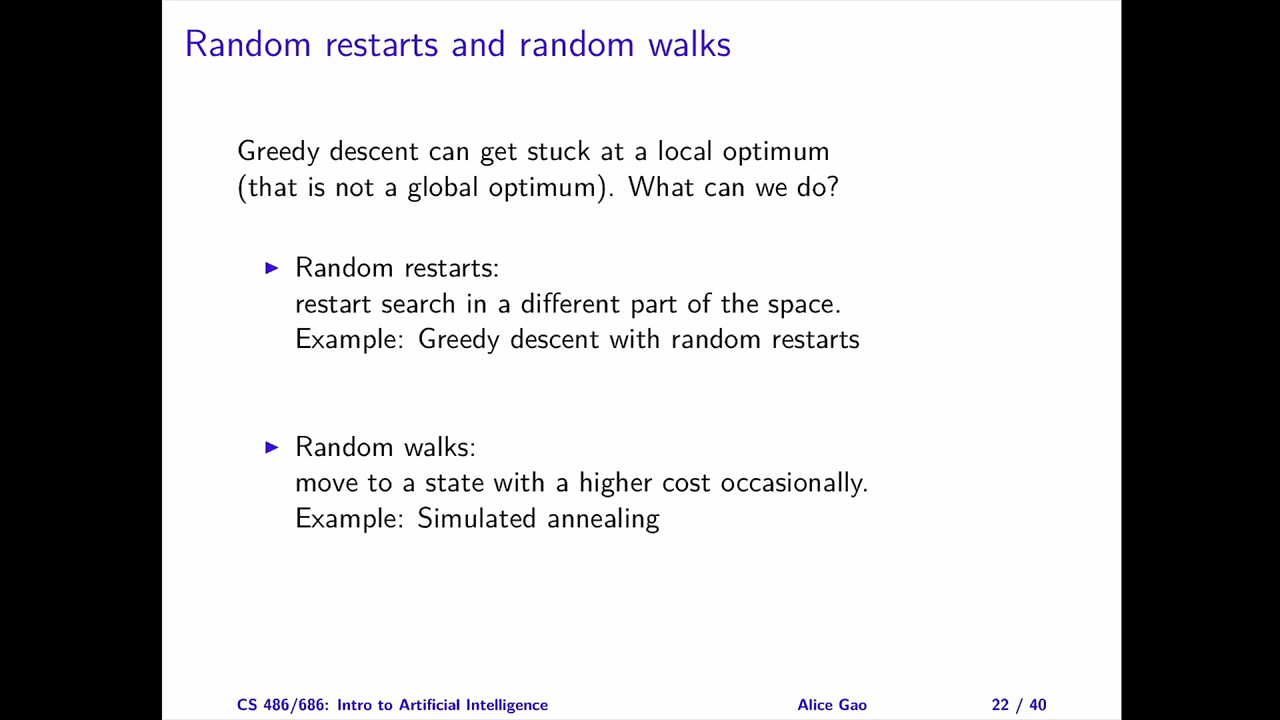 Random restarts and random walks
Greedy descent can get stuck at a local optimum
(that is not a global optimum). What can we do?
▶ Random restarts:
restart search in a different part of the space.
Example: Greedy descent with random restarts
▶ Random walks:
move to a state with a higher cost occasionally.
Example: Simulated annealing
CS 486/686: Intro to Artificial Intelligence Alice Gao 22 / 40